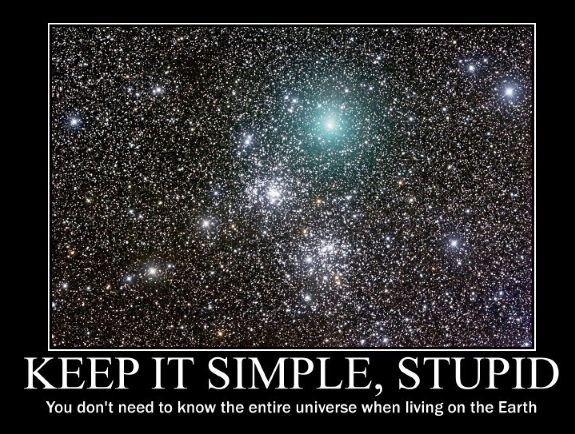 KEEP IT SIMPLE, STUPID
You don't need to know the entire universe when living on the Earth